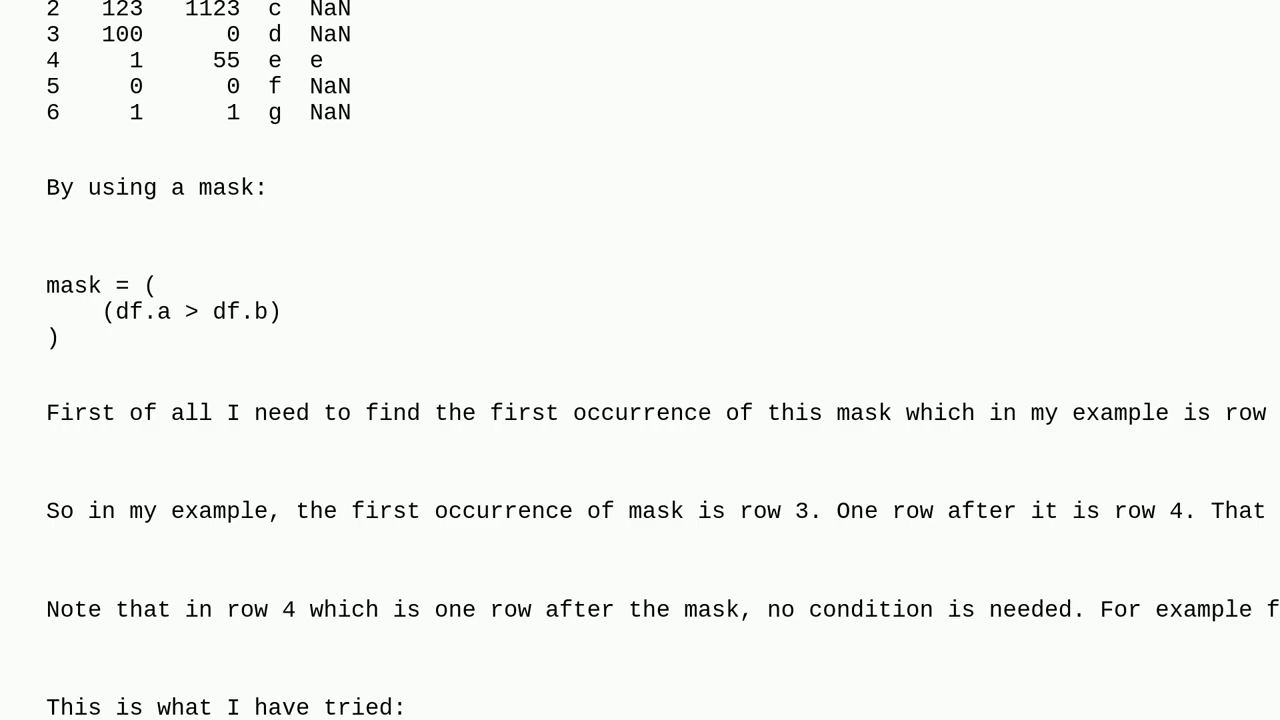 2   123   1123  c  NaN
3   100      0  d  NaN
4     1     55  e  e
5     0      0  f  NaN
6     1      1  g  NaN
By using a mask:
mask = (
    (df.a > df.b)
)
First of all I need to find the first occurrence of this mask which in my example is row
So in my example, the first occurrence of mask is row 3. One row after it is row 4. That
Note that in row 4 which is one row after the mask, no condition is needed. For example f
This is what I have tried: